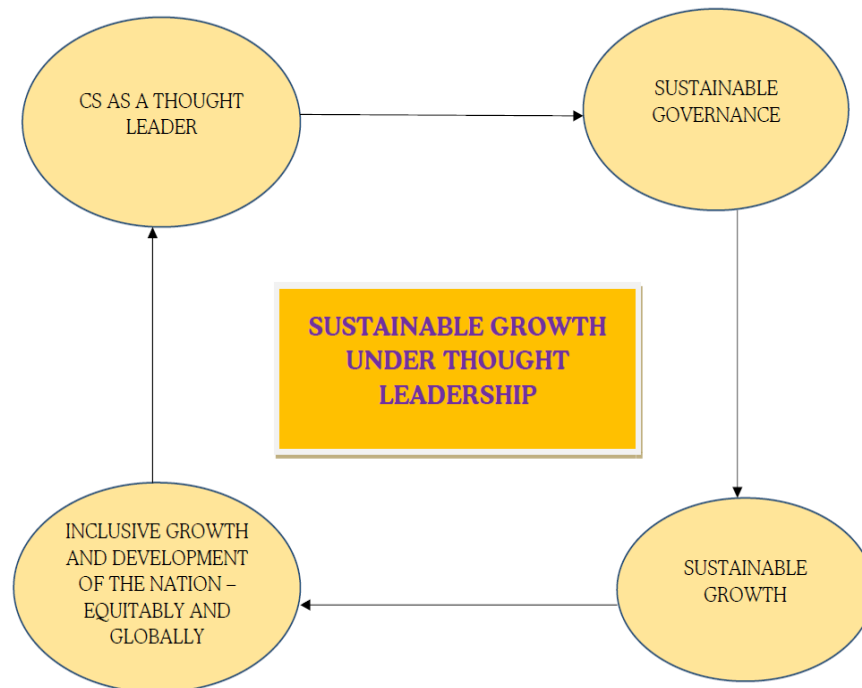 CS AS A THOUGHT
LEADER
SUSTAINABLE
GOVERNANCE
SUSTAINABLE GROWTH
UNDER THOUGHT
LEADERSHIP
INCLUSIVE GROWTH
AND DEVELOPMENT
OF THE NATION –
EQUITABLY AND
GLOBALLY
SUSTAINABLE
GROWTH